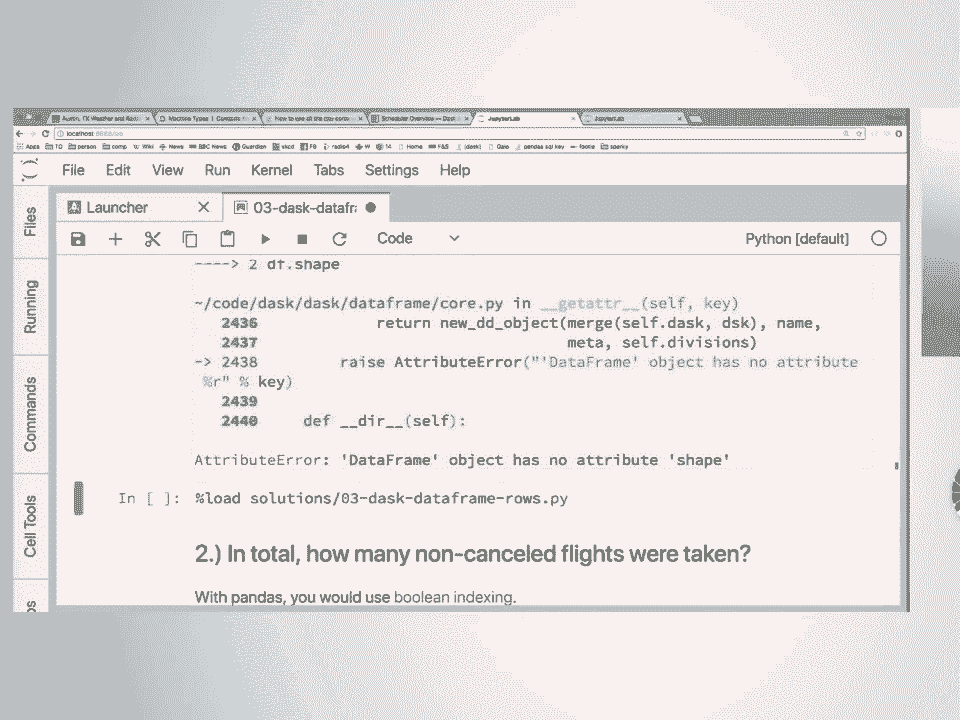 Austin, TX Weather and
Machine Types | Compute
How to use all the cpu cores
Scheduler Overview — Dask
JupyterLab
JupyterLab
localhost:8888/lab
Apps TO person comp Wiki News BBC News Guardian xkcd FB radio4 W 14 Home F&S [desk] Gate pandas sql key footie sparky
File Edit View Run Kernel Tabs Settings Help
Files
Running
Commands
Cell Tools
Launcher
03-dask-datafra
Code
Python [default]
----> 2 df.shape
~/code/dask/dask/dataframe/core.py in __getattr__(self, key)
2436 return new_dd_object(merge(self.dask, dsk), name,
2437 meta, self.divisions)
-> 2438 raise AttributeError("'DataFrame' object has no attribute
%r" % key)
2439
2440 def __dir__(self):
AttributeError: 'DataFrame' object has no attribute 'shape'
In [ ]: %load solutions/03-dask-dataframe-rows.py
2.) In total, how many non-canceled flights were taken?
With pandas, you would use boolean indexing.